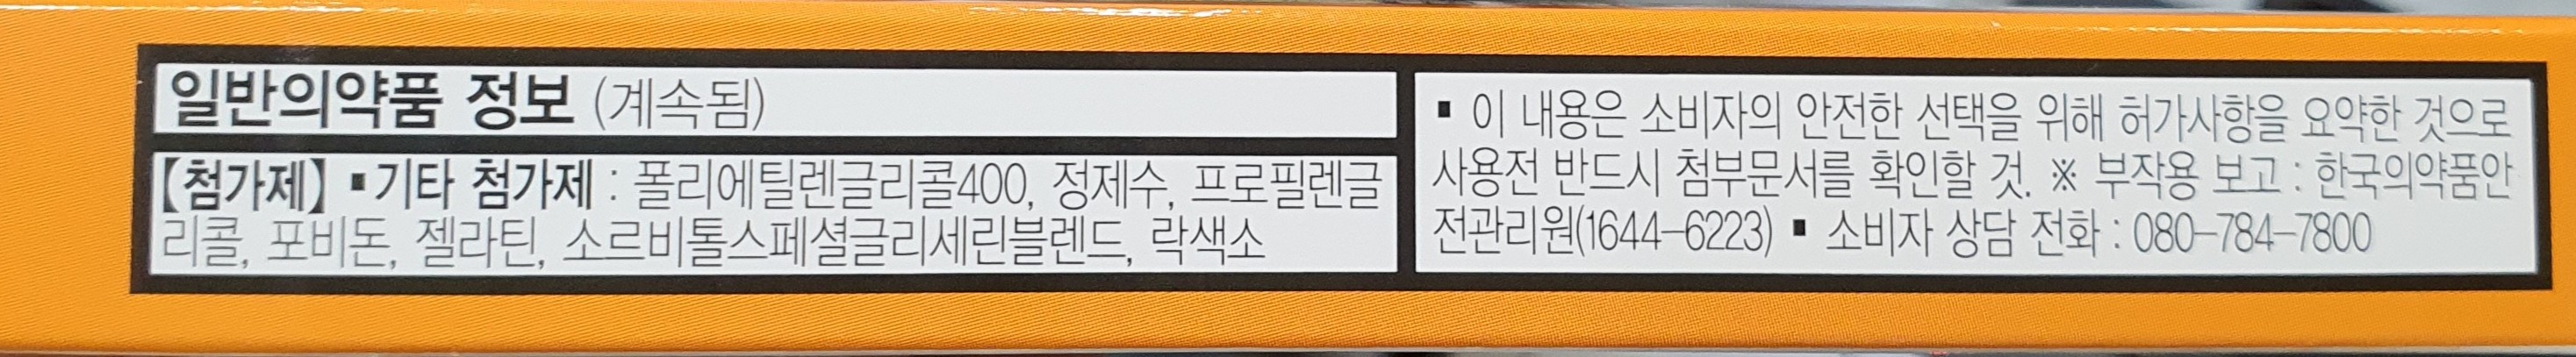 일반의약품 정보 (계속됨)
【첨가제】 ▪기타 첨가제 : 폴리에틸렌글리콜400, 정제수, 프로필렌글
리콜, 포비돈, 젤라틴, 소르비톨스페셜글리세린블렌드, 락색소
▪ 이 내용은 소비자의 안전한 선택을 위해 허가사항을 요약한 것으로
사용전 반드시 첨부문서를 확인할 것. ※ 부작용 보고 : 한국의약품안
전관리원(1644-6223) ▪ 소비자 상담 전화 : 080-784-7800